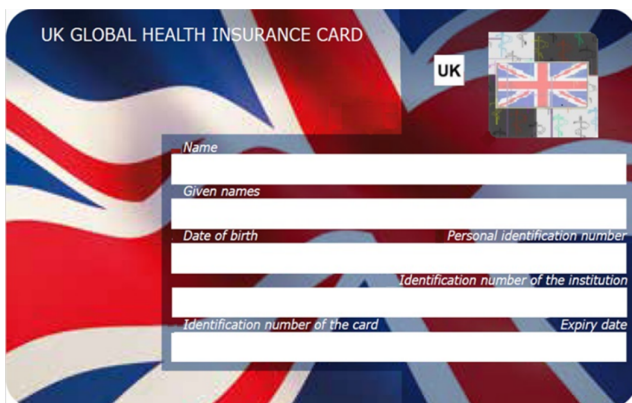 UK GLOBAL HEALTH INSURANCE CARD
UK
Name
Given names
Date of birth Personal identification number
Identification number of the institution
Identification number of the card Expiry date